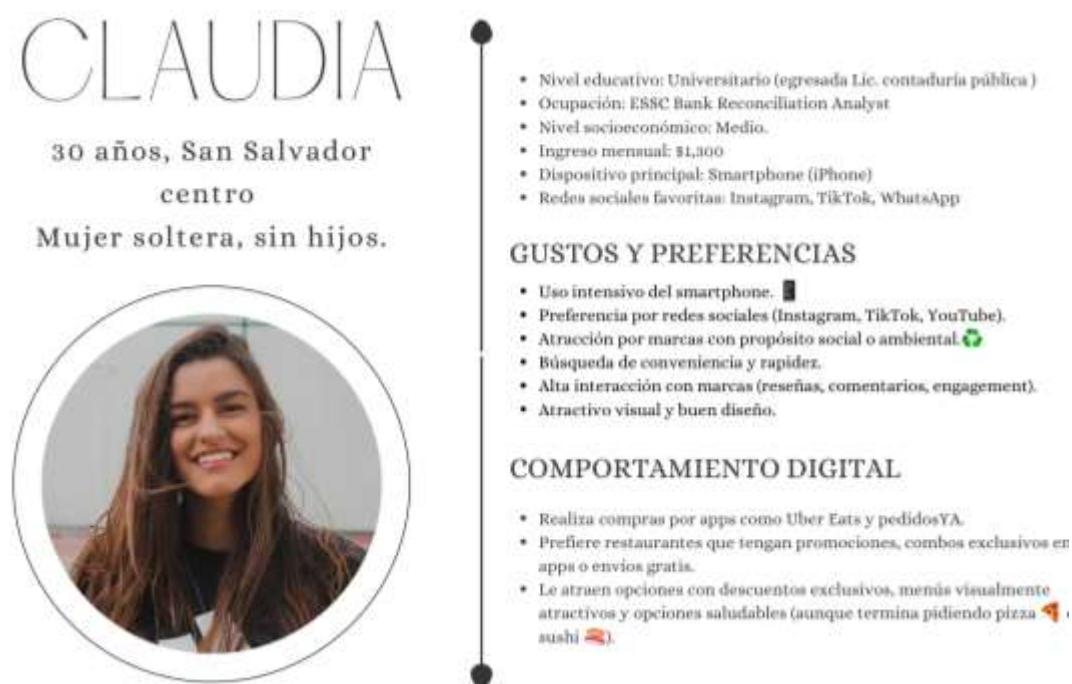 CLAUDIA
30 años, San Salvador
centro
Mujer soltera, sin hijos.
• Nivel educativo: Universitario (egresada Lic. contaduría pública )
• Ocupación: ESSC Bank Reconciliation Analyst
• Nivel socioeconómico: Medio.
• Ingreso mensual: $1,300
• Dispositivo principal: Smartphone (iPhone)
• Redes sociales favoritas: Instagram, TikTok, WhatsApp
GUSTOS Y PREFERENCIAS
• Uso intensivo del smartphone. 📱
• Preferencia por redes sociales (Instagram, TikTok, YouTube).
• Atracción por marcas con propósito social o ambiental.♻️
• Búsqueda de conveniencia y rapidez.
• Alta interacción con marcas (reseñas, comentarios, engagement).
• Atractivo visual y buen diseño.
COMPORTAMIENTO DIGITAL
• Realiza compras por apps como Uber Eats y pedidosYA.
• Prefiere restaurantes que tengan promociones, combos exclusivos en
apps o envíos gratis.
• Le atraen opciones con descuentos exclusivos, menús visualmente
atractivos y opciones saludables (aunque termina pidiendo pizza 🍕
sushi 🍣).